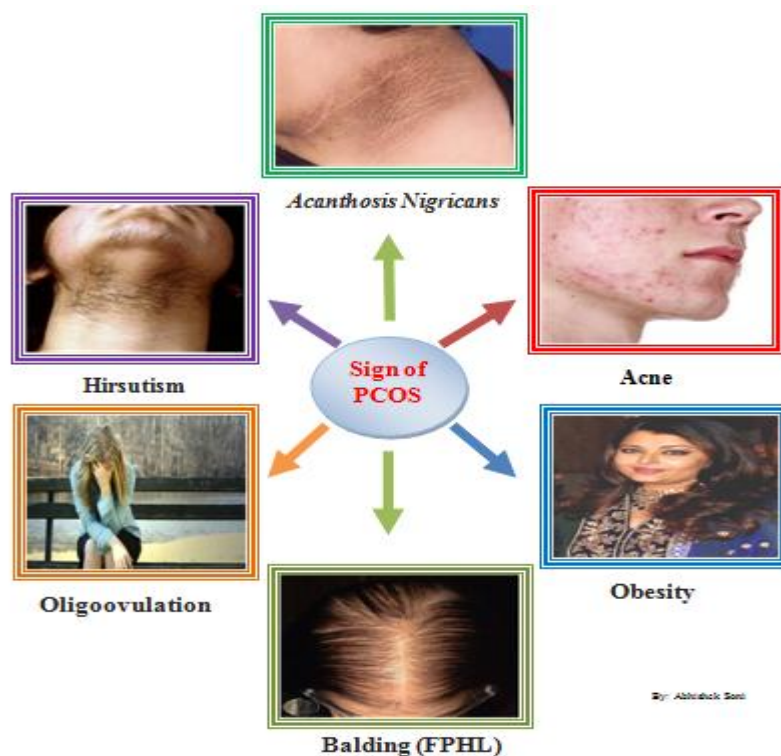 Acanthosis Nigricans
Hirsutism
Acne
Sign of
PCOS
Oligoovulation
Obesity
Balding (FPHL)
By: Abhishek Soni